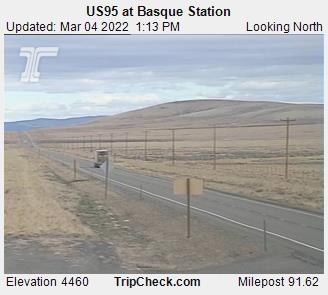 US95 at Basque Station
Updated: Mar 04 2022 1:13 PM Looking North
Elevation 4460 TripCheck.com Milepost 91.62